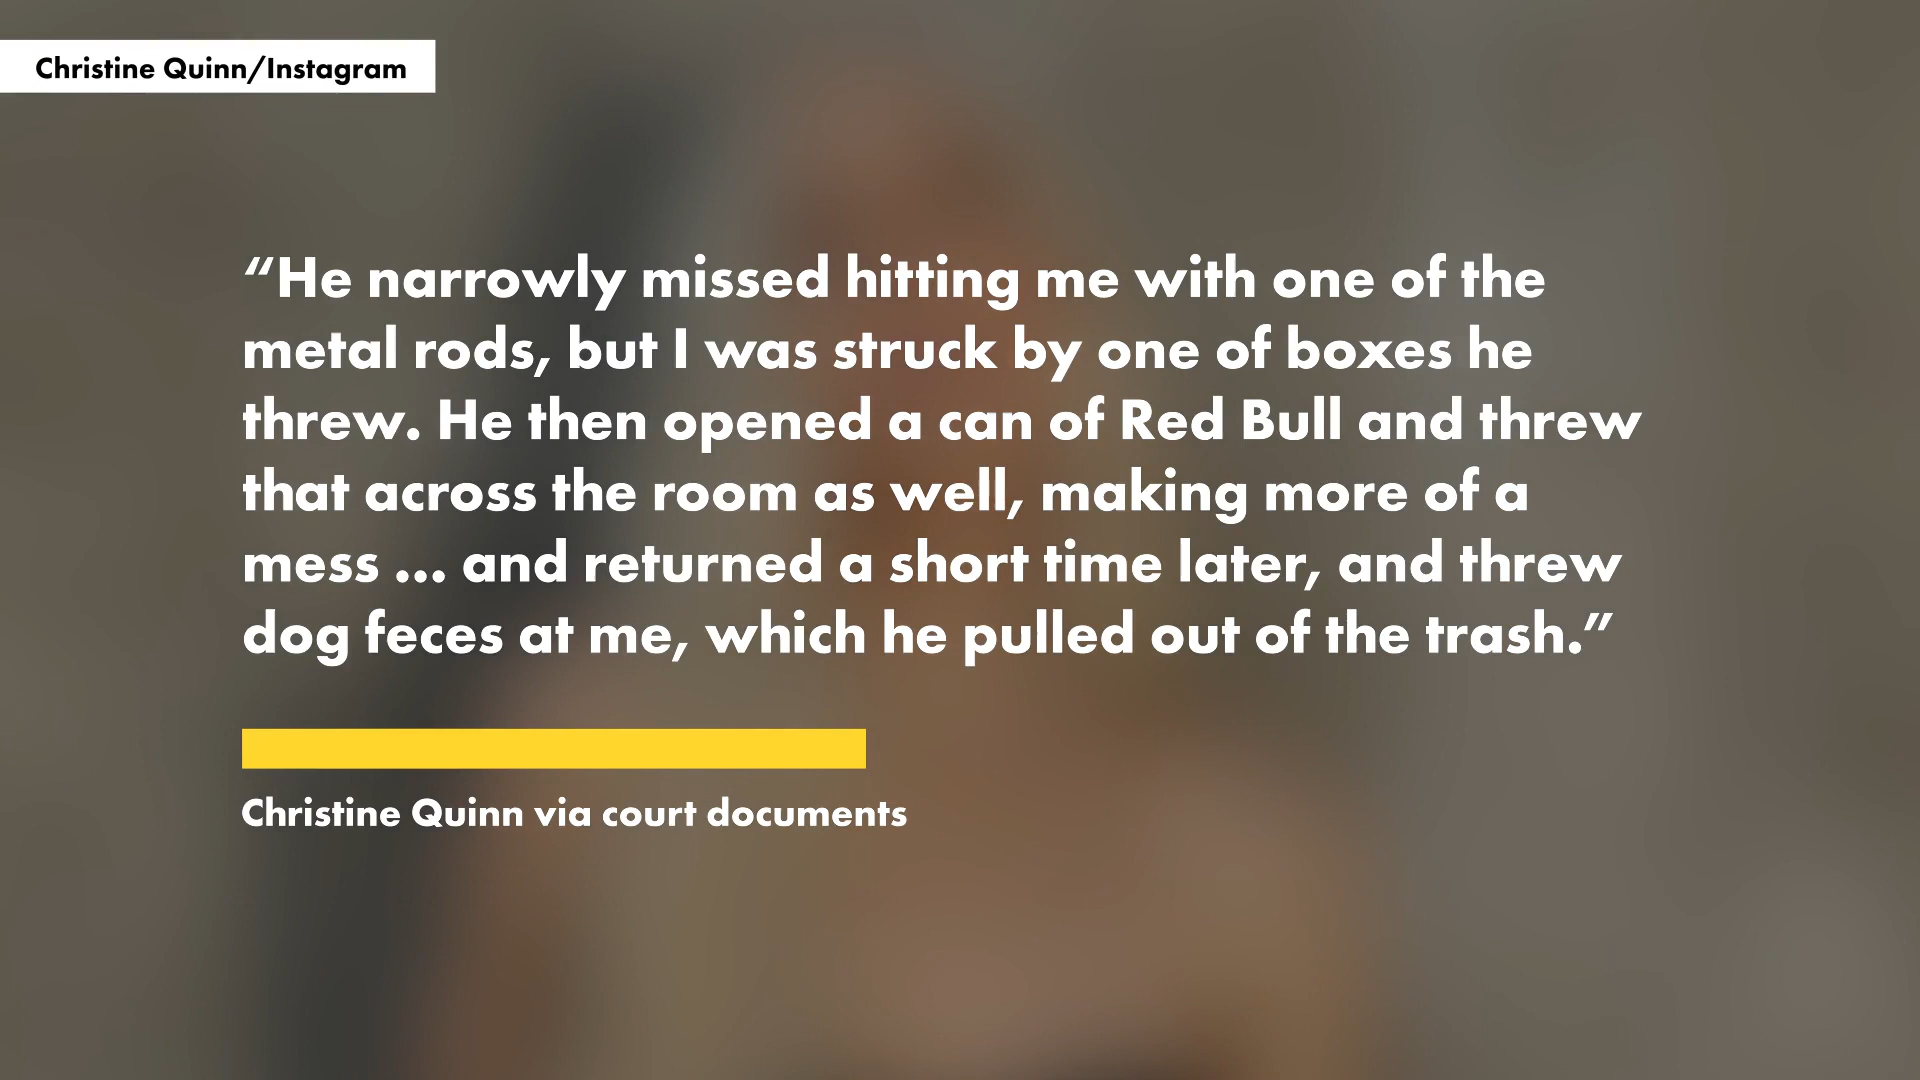 Christine Quinn/Instagram
“He narrowly missed hitting me with one of the
metal rods, but I was struck by one of boxes he
threw. He then opened a can of Red Bull and threw
that across the room as well, making more of a
mess ... and returned a short time later, and threw
dog feces at me, which he pulled out of the trash.”
Christine Quinn via court documents